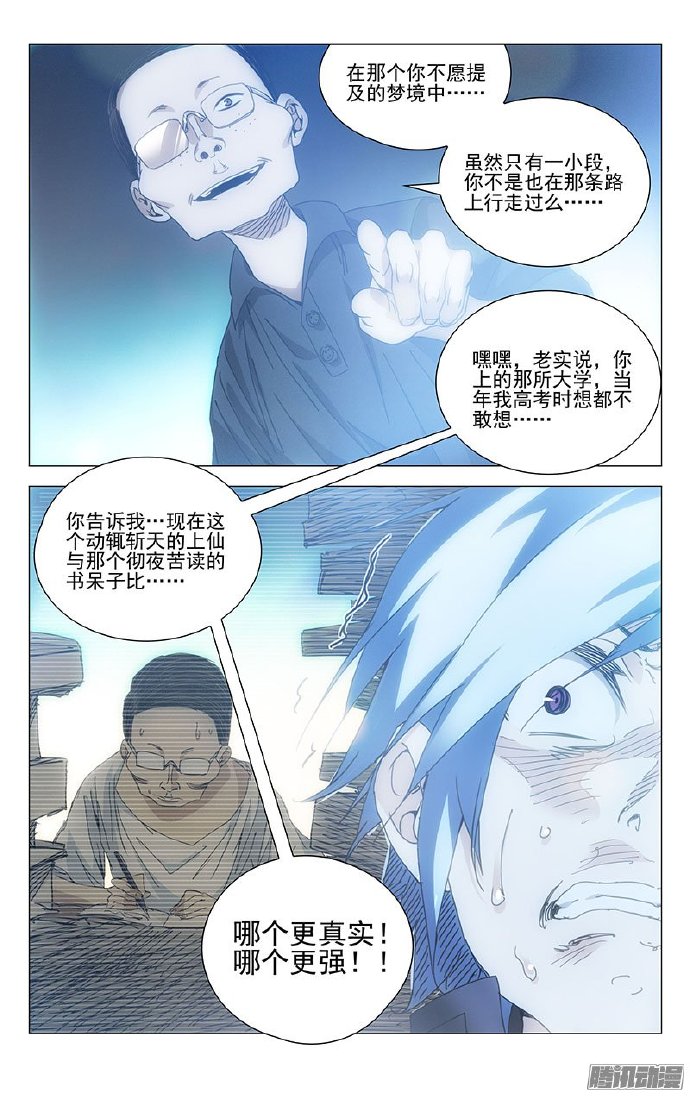 在那个你不愿提
及的梦境中……
虽然只有一小段，
你不是也在那条路
上行走过么……
嘿嘿，老实说，你
上的那所大学，当
年我高考时想都不
敢想……
你告诉我…现在这
个动辄斩天的上仙
与那个彻夜苦读的
书呆子比……
哪个更真实！
哪个更强！！
腾讯动漫